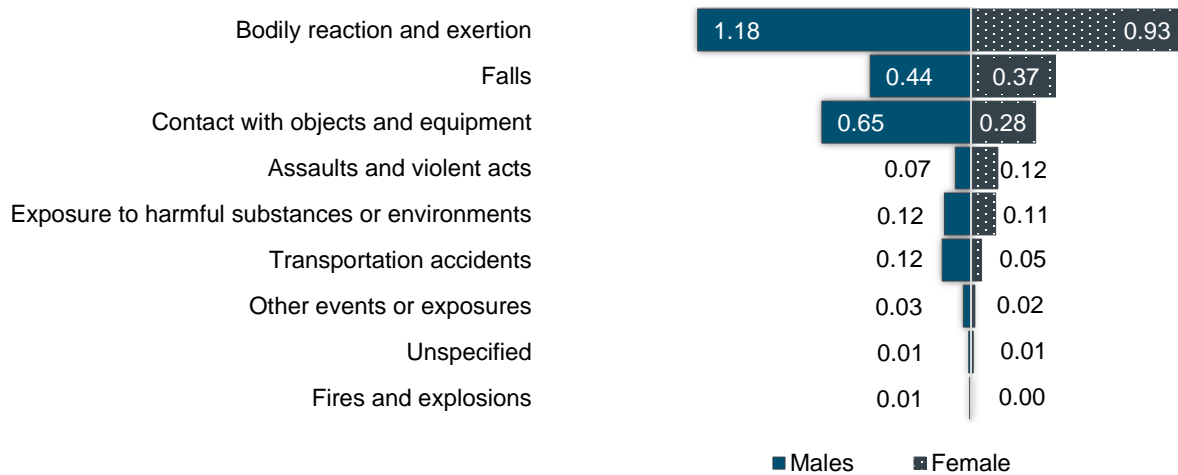 Bodily reaction and exertion 1.18 0.93
Falls 0.44 0.37
Contact with objects and equipment 0.65 0.28
Assaults and violent acts 0.07 0.12
Exposure to harmful substances or environments 0.12 0.11
Transportation accidents 0.12 0.05
Other events or exposures 0.03 0.02
Unspecified 0.01 0.01
Fires and explosions 0.01 0.00
Males Female